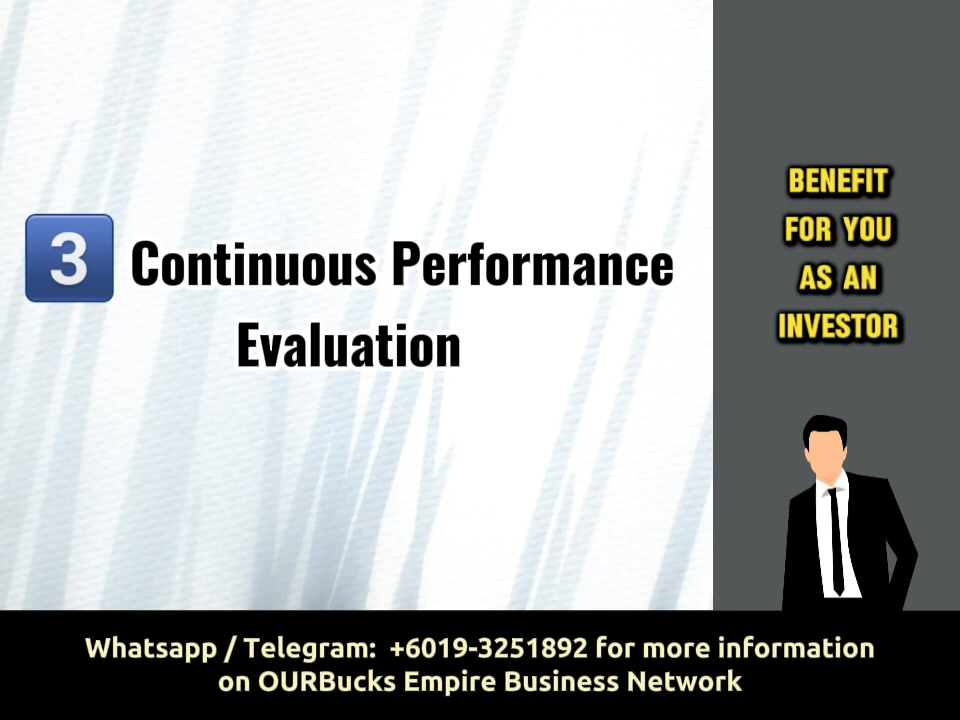 3 Continuous Performance
Evaluation
BENEFIT
FOR YOU
AS AN
INVESTOR
Whatsapp / Telegram: +6019-3251892 for more information
on OURBucks Empire Business Network